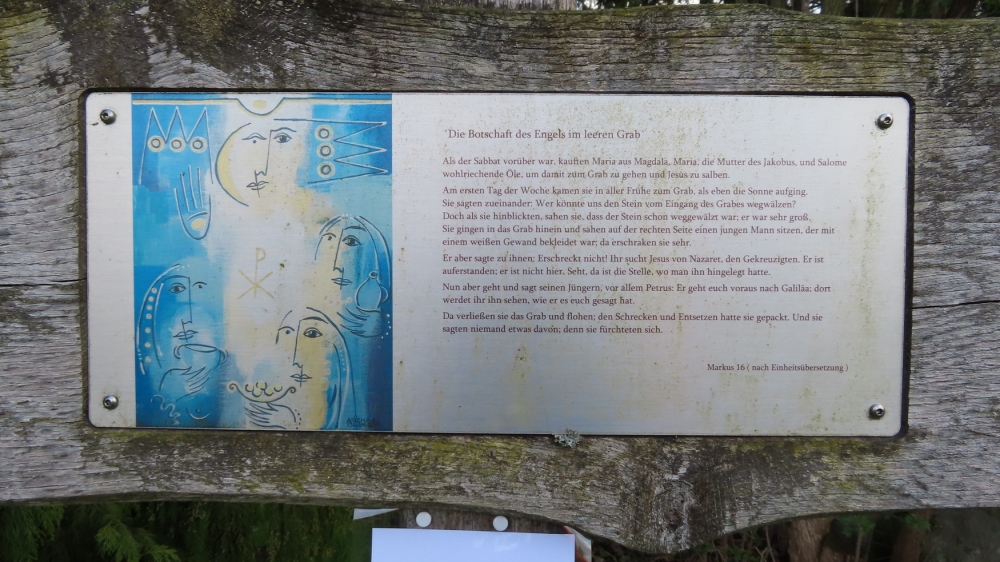 Die Botschaft des Engels im leeren Grab
Als der Sabbat vorüber war, kauften Maria aus Magdala, Maria, die Mutter des Jakobus, und Salome
wohlriechende Öle, um damit zum Grab zu gehen und Jesus zu salben.
Am ersten Tag der Woche kamen sie in aller Frühe zum Grab, als eben die Sonne aufging.
Sie sagten zueinander: Wer könnte uns den Stein vom Eingang des Grabes wegwälzen?
Doch als sie hinblickten, sahen sie, dass der Stein schon weggewälzt war; er war sehr groß.
Sie gingen in das Grab hinein und sahen auf der rechten Seite einen jungen Mann sitzen, der mit
einem weißen Gewand bekleidet war; da erschraken sie sehr.
Er aber sagte zu ihnen: Erschreckt nicht! Ihr sucht Jesus von Nazaret, den Gekreuzigten. Er ist
auferstanden; er ist nicht hier. Seht, da ist die Stelle, wo man ihn hingelegt hatte.
Nun aber geht und sagt seinen Jüngern, vor allem Petrus: Er geht euch voraus nach Galiläa; dort
werdet ihr ihn sehen, wie er es euch gesagt hat.
Da verließen sie das Grab und flohen; den Schrecken und Entsetzen hatte sie gepackt. Und sie
sagten niemand etwas davon; denn sie fürchteten sich.
Markus 16 ( nach Einheitsübersetzung )